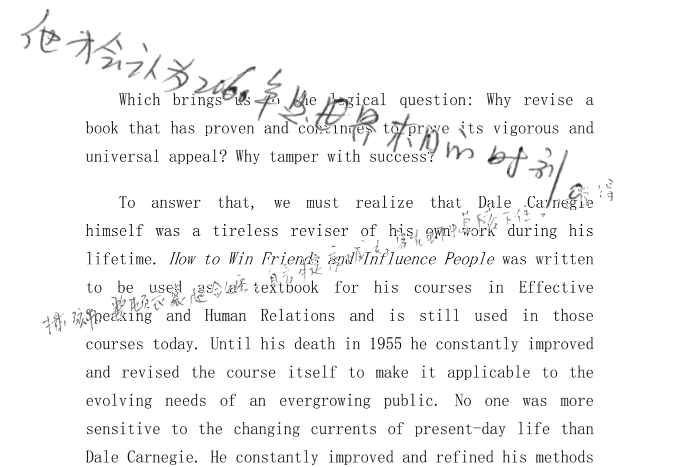 他才会认为2060年是世界末日的时刻
Which brings us to the logical question: Why revise a
book that has proven and continues to prove its vigorous and
universal appeal? Why tamper with success?
To answer that, we must realize that Dale Carnegie
himself was a tireless reviser of his own work during his
lifetime. How to Win Friends and Influence People was written
to be used as a textbook for his courses in Effective
Speaking and Human Relations and is still used in those
courses today. Until his death in 1955 he constantly improved
and revised the course itself to make it applicable to the
evolving needs of an evergrowing public. No one was more
sensitive to the changing currents of present-day life than
Dale Carnegie. He constantly improved and refined his methods